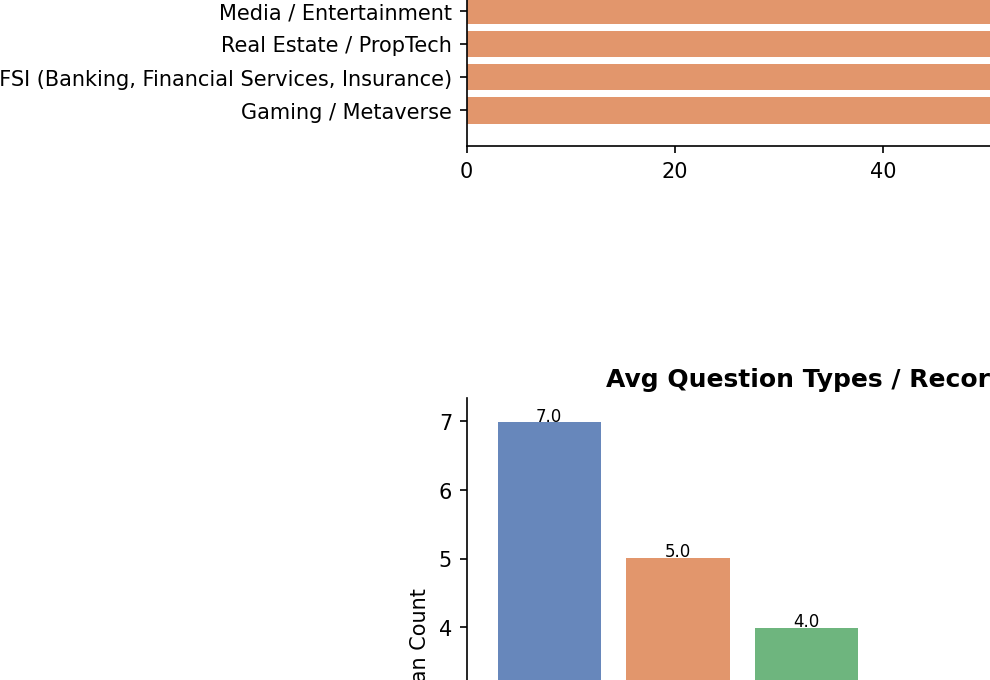 Media / Entertainment
Real Estate / PropTech
FSI (Banking, Financial Services, Insurance)
Gaming / Metaverse
0 20 40
Avg Question Types / Recor
7.0
7
6
5.0
5
4.0
4
an Count